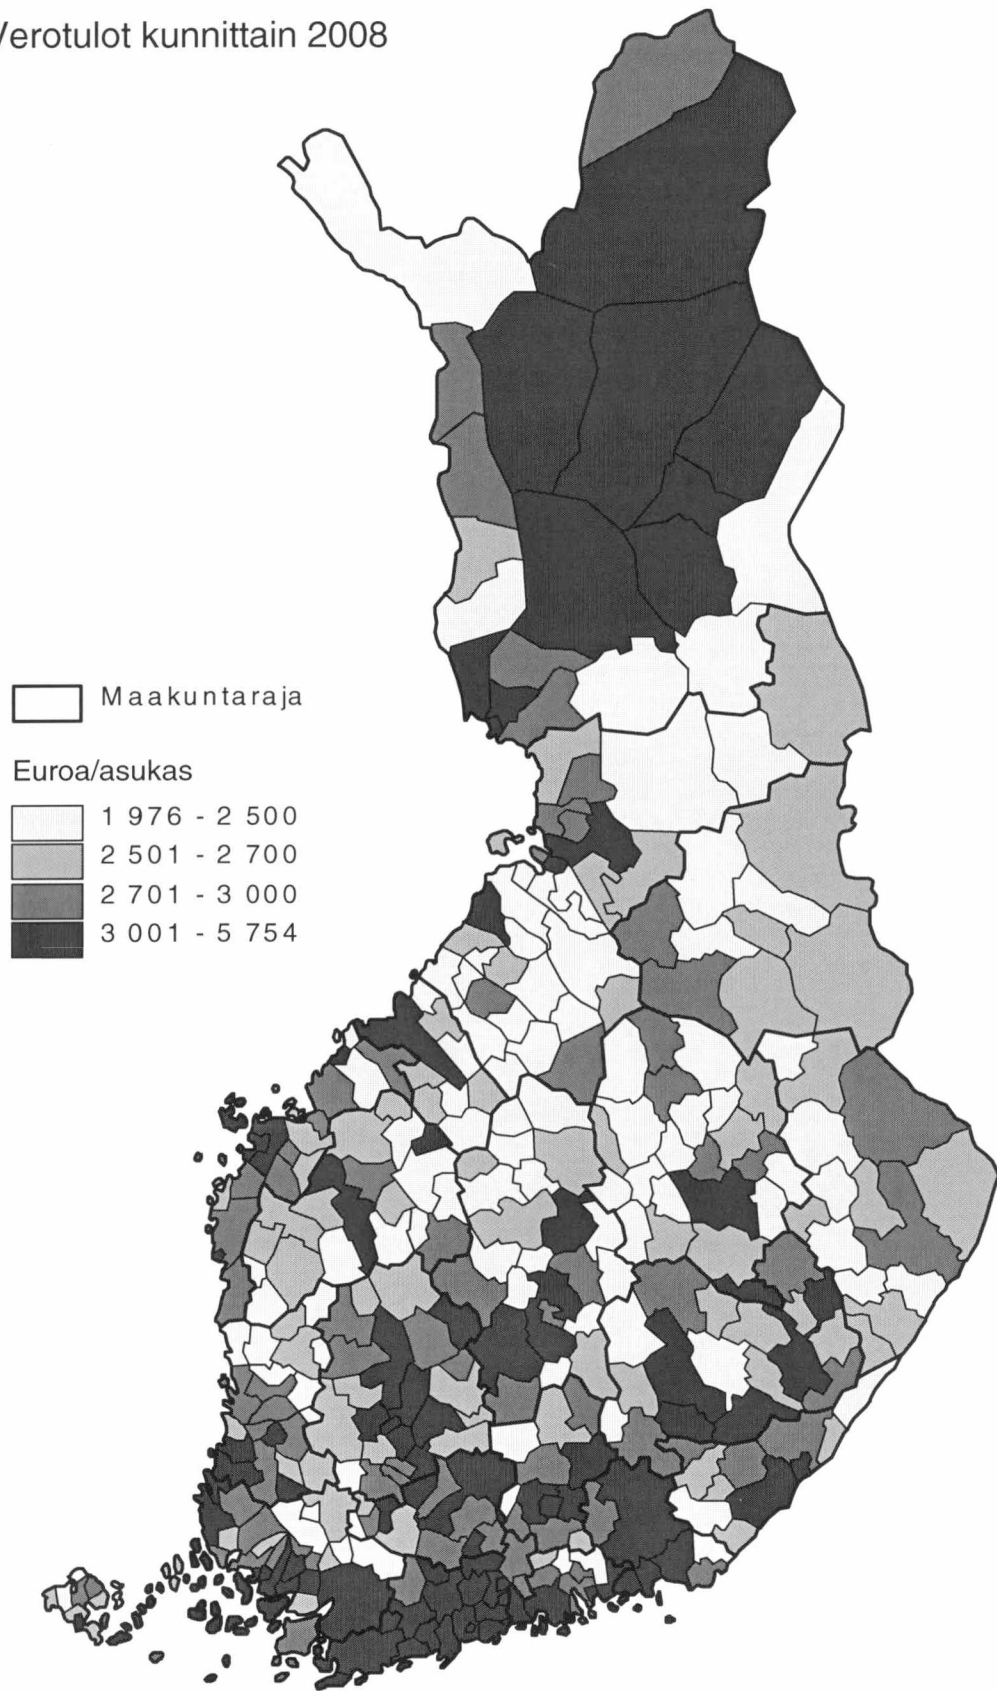 Verotulot kunnittain 2008
Maakuntaraja
Euroa/asukas
1 976 - 2 500
2 501 - 2 700
2 701 - 3 000
3 001 - 5 754